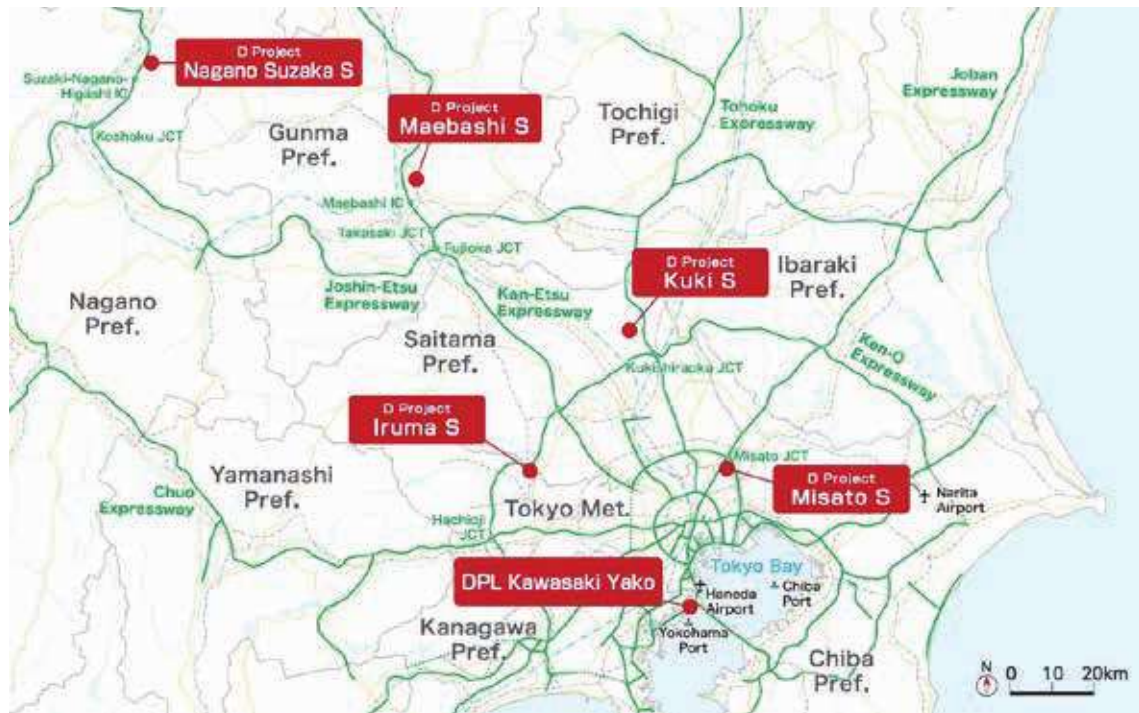 D Project
Nagano Suzaka S
Suzaki-Nagano-
Higashi IC
Koshoku JCT
Gunma
Pref.
D Project
Maebashi S
Tochigi
Pref.
Tohoku
Expressway
Joban
Expressway
Maebashi IC
Takasaki JCT
Fujioka JCT
D Project
Kuki S
Ibaraki
Pref.
Nagano
Pref.
Joshin-Etsu
Expressway
Kan-Etsu
Expressway
Saitama
Pref.
Kukishiraoka JCT
Ken-O
Expressway
D Project
Iruma S
Misato JCT
D Project
Misato S
Yamanashi
Pref.
Chuo
Expressway
Tokyo Met.
Narita
Airport
Hachioji
JCT
DPL Kawasaki Yako
Tokyo Bay
Haneda
Airport
Chiba
Port
Yokohama
Port
Kanagawa
Pref.
Chiba
Pref.
N
0 10 20km